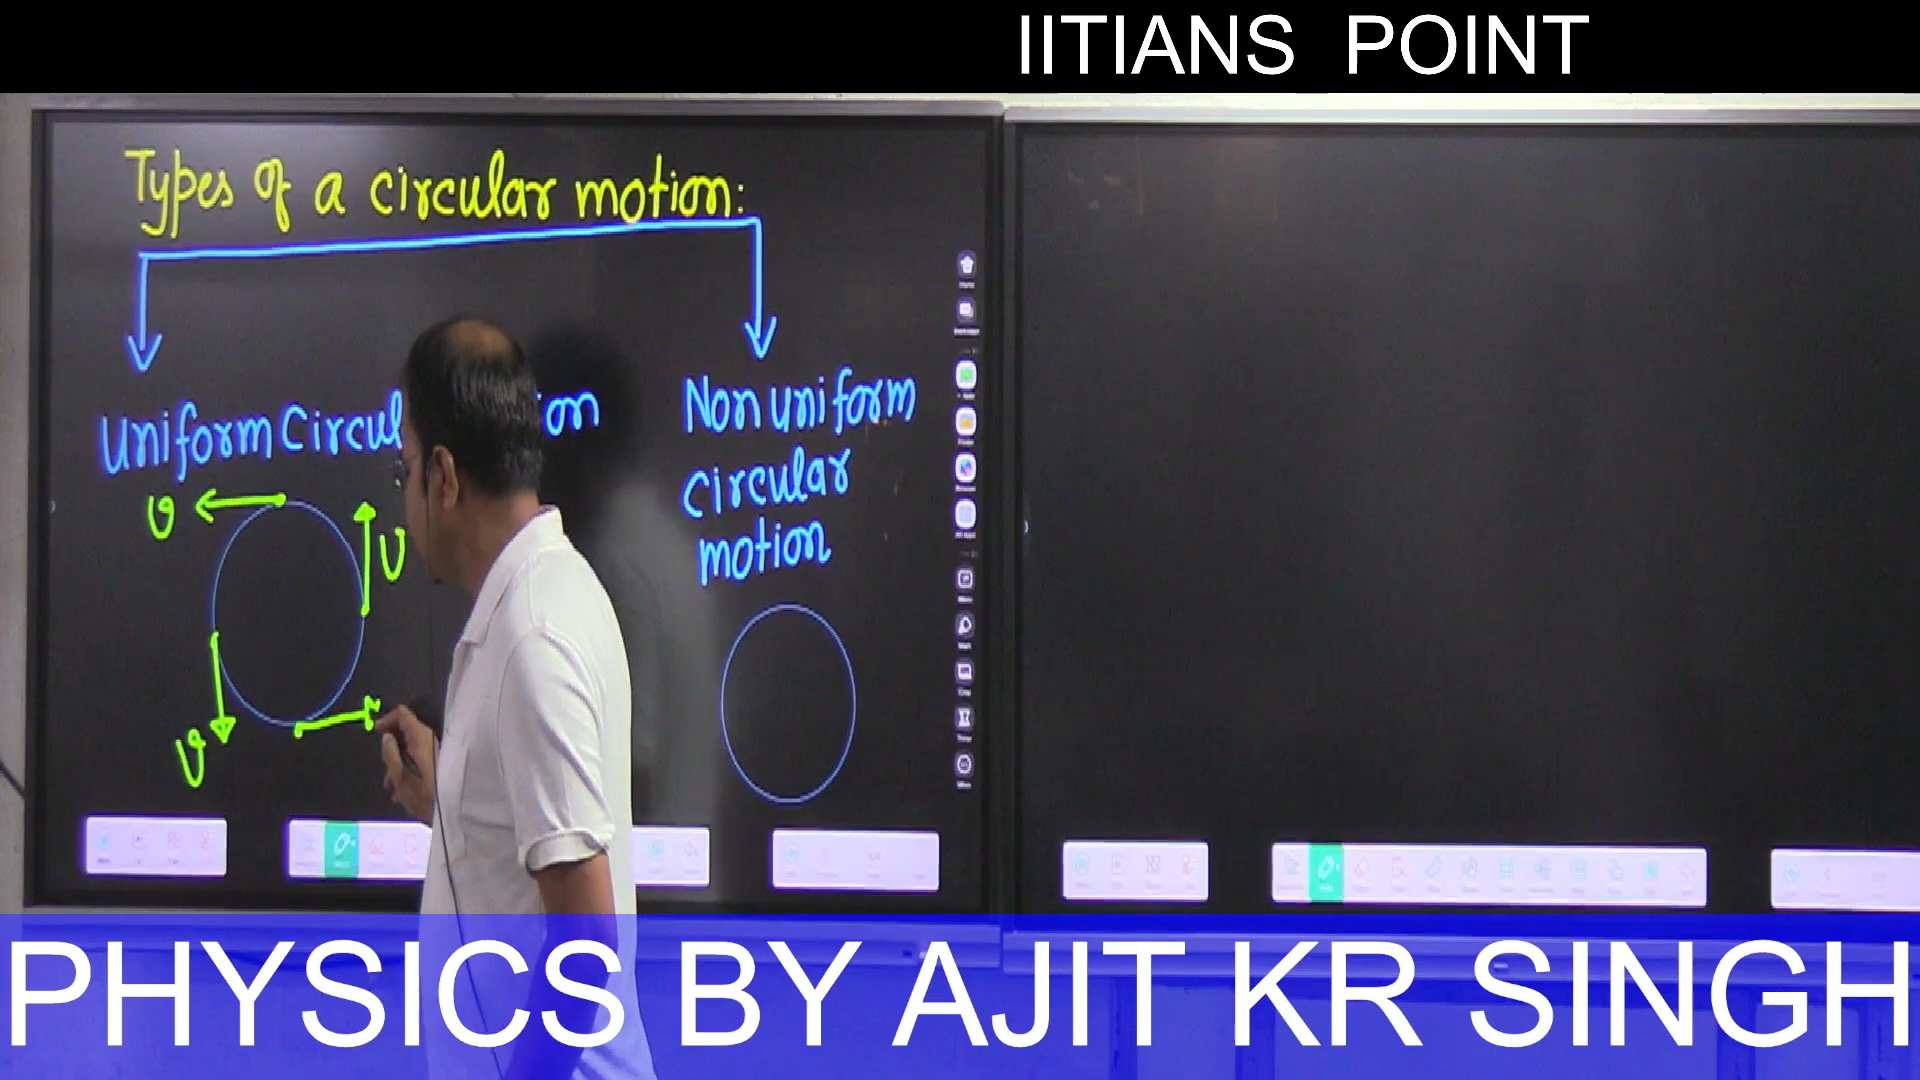 IITIANS POINT
Types of a circular motion:
Uniform Circul on
Non uniform
circular
motion
v
v
v
PHYSICS BY AJIT KR SINGH